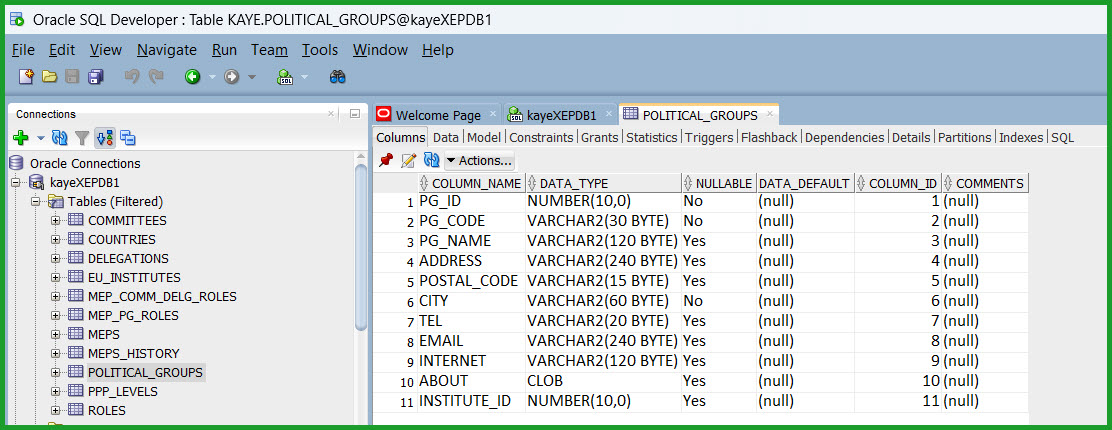 Oracle SQL Developer : Table KAYE.POLITICAL_GROUPS@kayeXEPDB1
File Edit View Navigate Run Team Tools Window Help
SQL
Connections
Oracle Connections
kayeXEPDB1
Tables (Filtered)
COMMITTEES
COUNTRIES
DELEGATIONS
EU_INSTITUTES
MEP_COMM_DELG_ROLES
MEP_PG_ROLES
MEPS
MEPS_HISTORY
POLITICAL_GROUPS
PPP_LEVELS
ROLES
Welcome Page kayeXEPDB1 POLITICAL_GROUPS
Columns Data Model Constraints Grants Statistics Triggers Flashback Dependencies Details Partitions Indexes SQL
Actions...
COLUMN_NAME DATA_TYPE NULLABLE DATA_DEFAULT COLUMN_ID COMMENTS
1 PG_ID NUMBER(10,0) No (null) 1 (null)
2 PG_CODE VARCHAR2(30 BYTE) No (null) 2 (null)
3 PG_NAME VARCHAR2(120 BYTE) Yes (null) 3 (null)
4 ADDRESS VARCHAR2(240 BYTE) Yes (null) 4 (null)
5 POSTAL_CODE VARCHAR2(15 BYTE) Yes (null) 5 (null)
6 CITY VARCHAR2(60 BYTE) No (null) 6 (null)
7 TEL VARCHAR2(20 BYTE) Yes (null) 7 (null)
8 EMAIL VARCHAR2(240 BYTE) Yes (null) 8 (null)
9 INTERNET VARCHAR2(120 BYTE) Yes (null) 9 (null)
10 ABOUT CLOB Yes (null) 10 (null)
11 INSTITUTE_ID NUMBER(10,0) Yes (null) 11 (null)